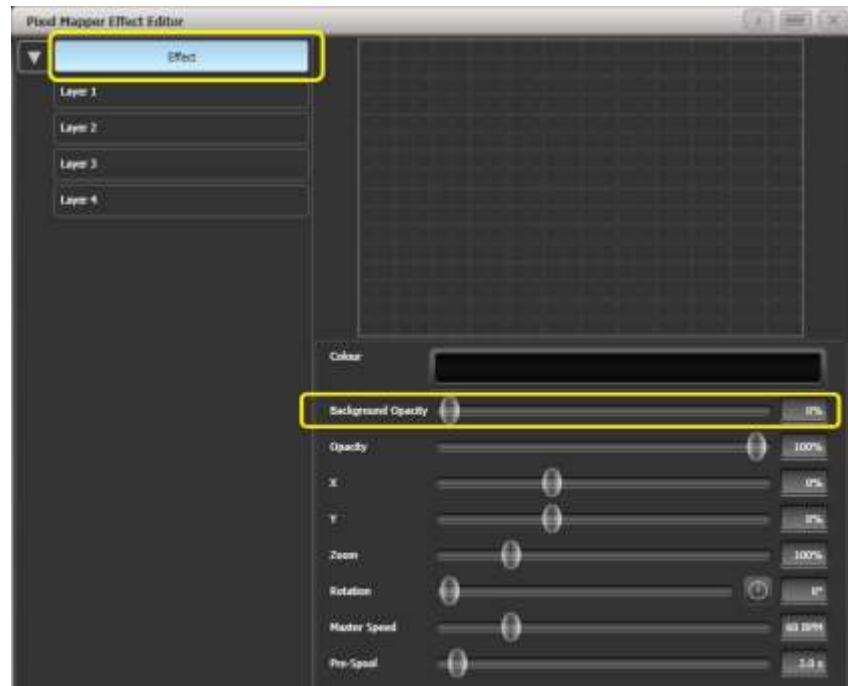 Pixel Mapper Effect Editor
Effect
Layer 1
Layer 2
Layer 3
Layer 4
Colour
Background Opacity 0%
Opacity 100%
X 0%
Y 0%
Zoom 100%
Rotation 0°
Master Speed 60 BPM
Pre-Spool 2.0 s